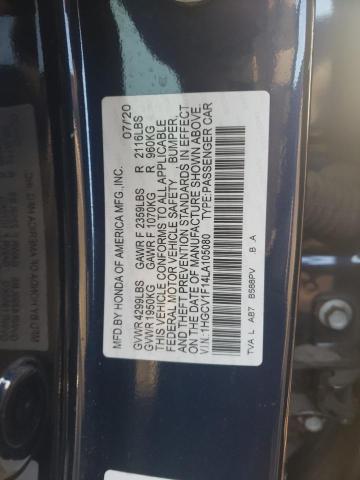 MFD. BY HONDA OF AMERICA MFG., INC. 07/20
GVWR 4299LBS GAWR F 2359LBS R 2116LBS
GVWR 1950KG GAWR F 1070KG R 960KG
THIS VEHICLE CONFORMS TO ALL APPLICABLE
FEDERAL MOTOR VEHICLE SAFETY , BUMPER,
AND THEFT PREVENTION STANDARDS IN EFFECT
ON THE DATE OF MANUFACTURE SHOWN ABOVE.
V.I.N.: 1HGCV1F14LA105080 TYPE:PASSENGER CAR
TVA L AB7 B588PV B A